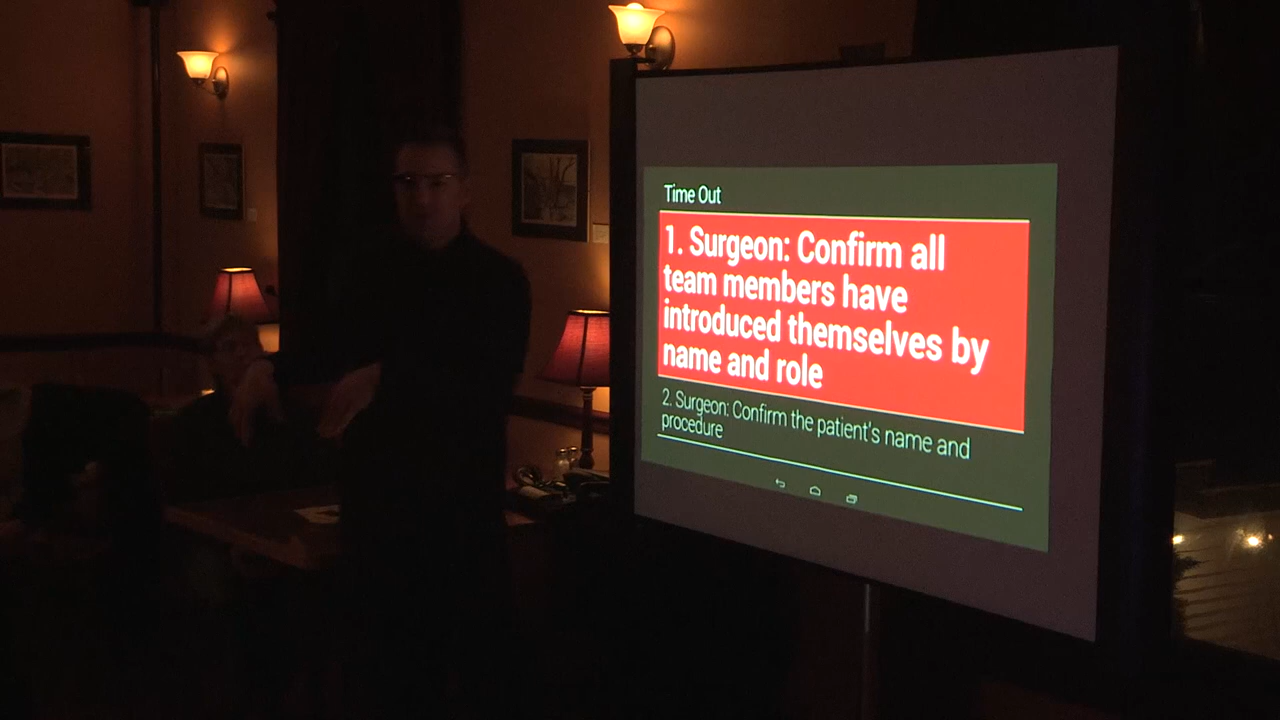 Time Out
1. Surgeon: Confirm all
team members have
introduced themselves by
name and role
2. Surgeon: Confirm the patient's name and
procedure